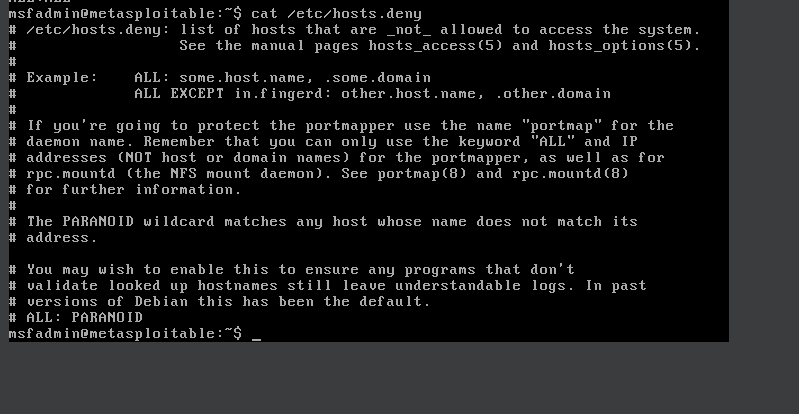 msfadmin@metasploitable:~$ cat /etc/hosts.deny
# /etc/hosts.deny: list of hosts that are _not_ allowed to access the system.
#                  See the manual pages hosts_access(5) and hosts_options(5).
#
# Example:    ALL: some.host.name, .some.domain
#             ALL EXCEPT in.fingerd: other.host.name, .other.domain
#
# If you're going to protect the portmapper use the name "portmap" for the
# daemon name. Remember that you can only use the keyword "ALL" and IP
# addresses (NOT host or domain names) for the portmapper, as well as for
# rpc.mountd (the NFS mount daemon). See portmap(8) and rpc.mountd(8)
# for further information.
#
# The PARANOID wildcard matches any host whose name does not match its
# address.

# You may wish to enable this to ensure any programs that don't
# validate looked up hostnames still leave understandable logs. In past
# versions of Debian this has been the default.
# ALL: PARANOID
msfadmin@metasploitable:~$ _